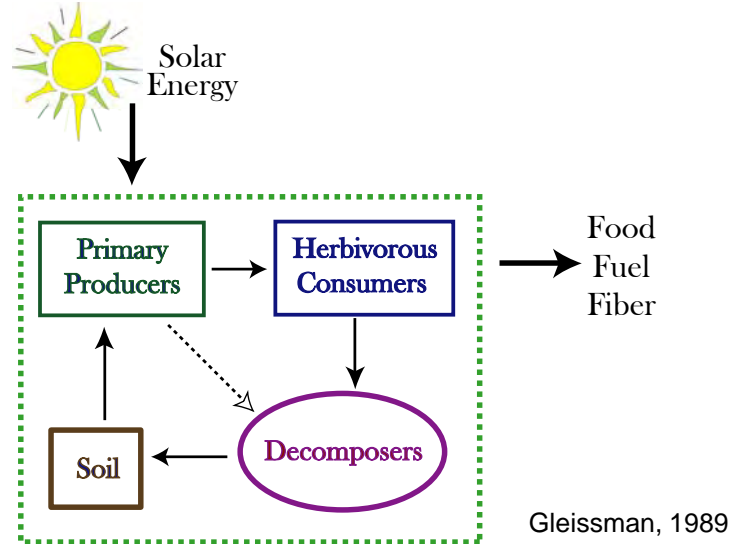 Solar
Energy
Primary
Producers
Herbivorous
Consumers
Food
Fuel
Fiber
Soil
Decomposers
Gleissman, 1989